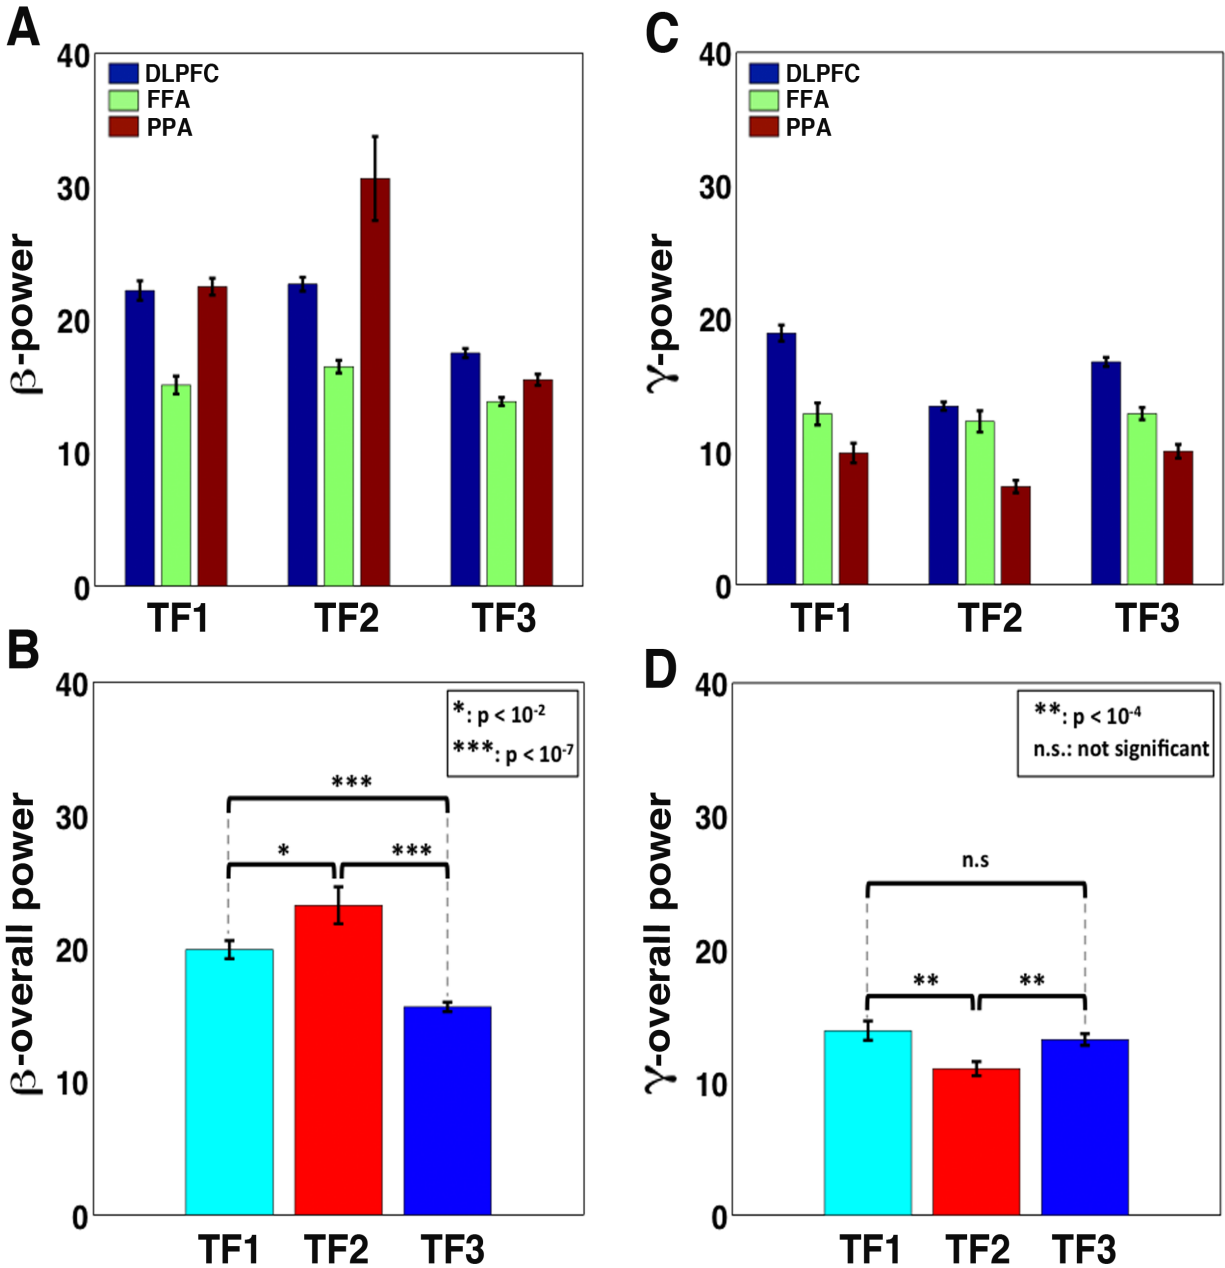 A
β-power
40
30
20
10
0
DLPFC
FFA
PPA
TF1 TF2 TF3
C
γ-power
40
30
20
10
0
DLPFC
FFA
PPA
TF1 TF2 TF3
B
β-overall power
40
30
20
10
0
*: p < 10-2
***: p < 10-7
***
* ***
TF1 TF2 TF3
D
γ-overall power
40
30
20
10
0
**: p < 10-4
n.s.: not significant
n.s
** **
TF1 TF2 TF3